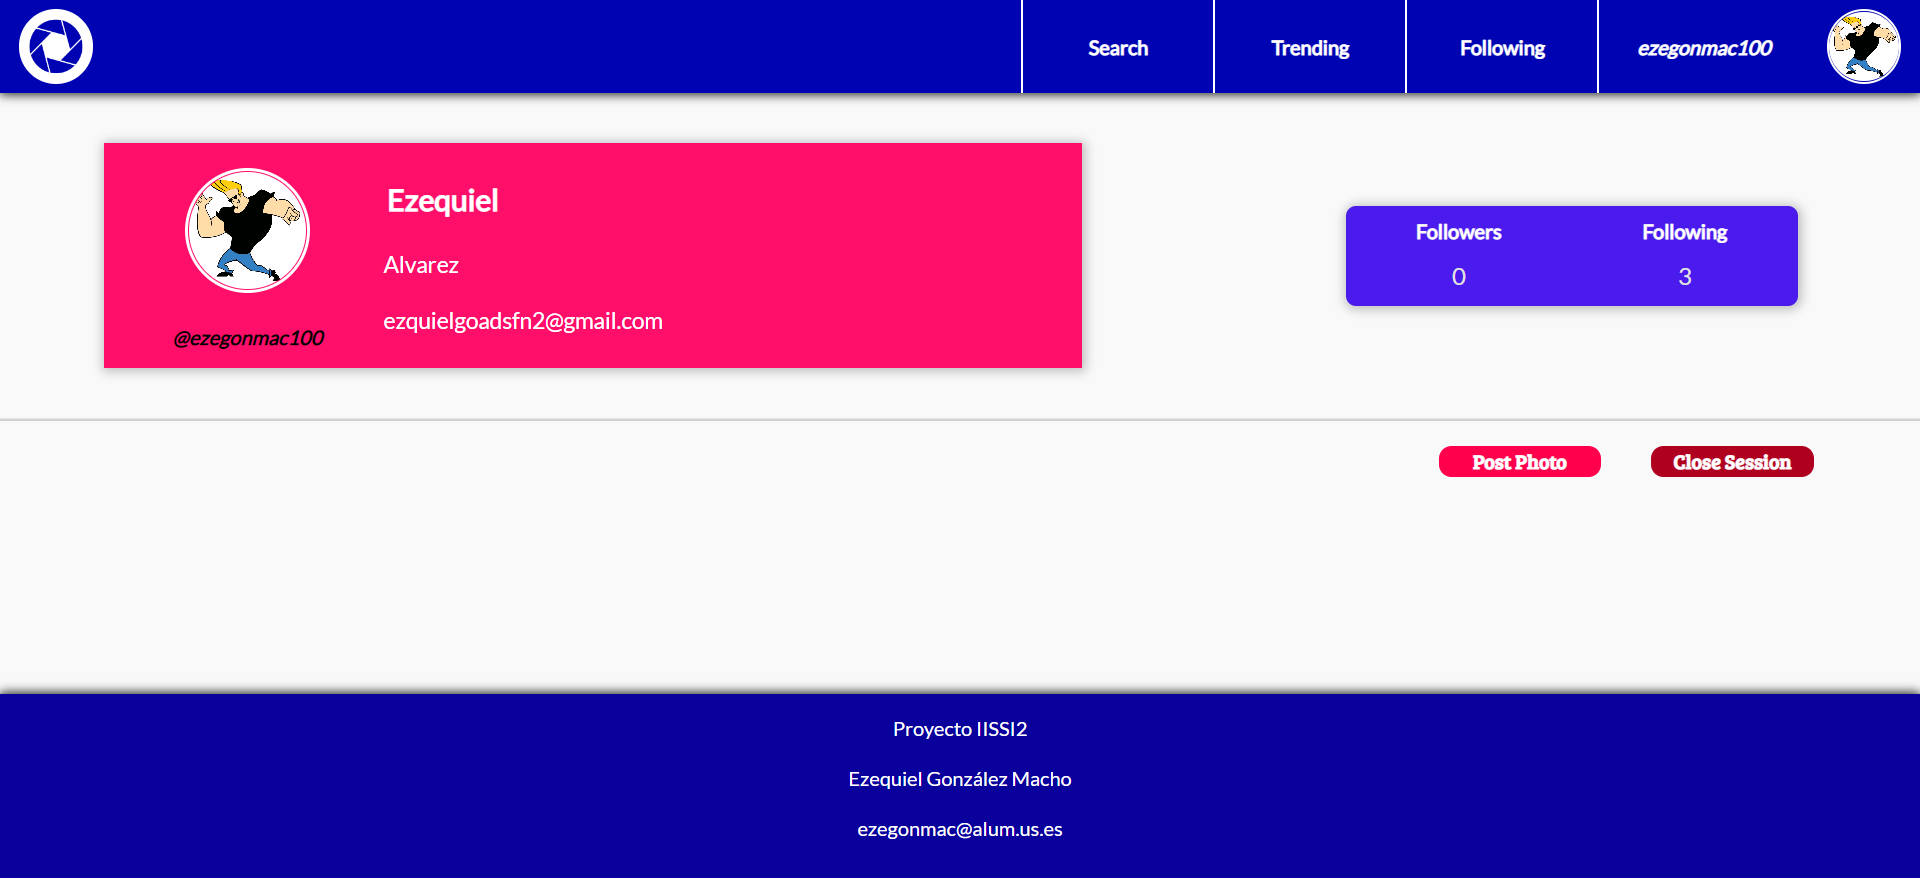 Search
Trending
Following
ezegonmac100
Ezequiel
Alvarez
ezquielgoadsfn2@gmail.com
@ezegonmac100
Followers
Following
0
3
Post Photo
Close Session
Proyecto IISSI2
Ezequiel González Macho
ezegonmac@alum.us.es